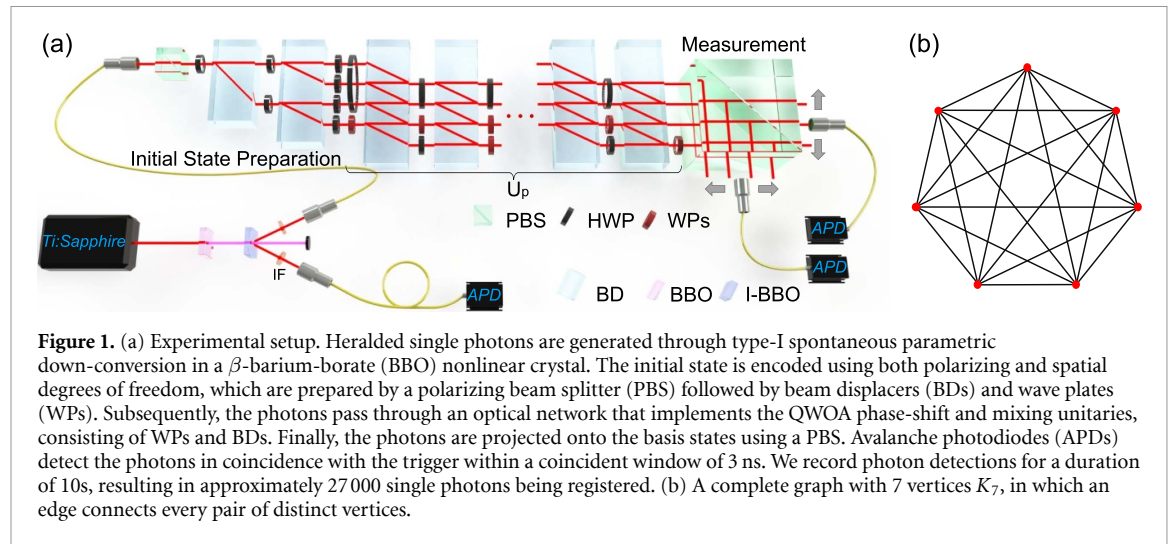 (a)
Measurement
(b)
Initial State Preparation
Up
PBS
HWP
WPs
Ti:Sapphire
APD
APD
IF
APD
BD
BBO
I-BBO
Figure 1. (a) Experimental setup. Heralded single photons are generated through type-I spontaneous parametric
down-conversion in a β-barium-borate (BBO) nonlinear crystal. The initial state is encoded using both polarizing and spatial
degrees of freedom, which are prepared by a polarizing beam splitter (PBS) followed by beam displacers (BDs) and wave plates
(WPs). Subsequently, the photons pass through an optical network that implements the QWOA phase-shift and mixing unitaries,
consisting of WPs and BDs. Finally, the photons are projected onto the basis states using a PBS. Avalanche photodiodes (APDs)
detect the photons in coincidence with the trigger within a coincident window of 3 ns. We record photon detections for a duration
of 10s, resulting in approximately 27 000 single photons being registered. (b) A complete graph with 7 vertices K₇, in which an
edge connects every pair of distinct vertices.